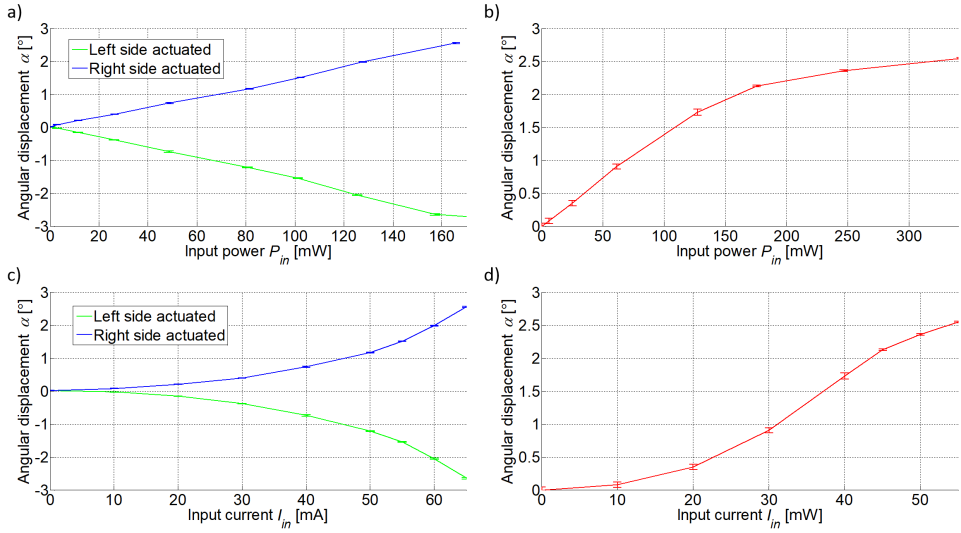 a)
Angular displacement α [°]
3
2
1
0
-1
-2
-3
Left side actuated
Right side actuated
0 20 40 60 80 100 120 140 160
Input power P_in [mW]
b)
Angular displacement α [°]
3
2.5
2
1.5
1
0.5
0
0 50 100 150 200 250 300
Input power P_in [mW]
c)
Angular displacement α [°]
3
2
1
0
-1
-2
-3
Left side actuated
Right side actuated
0 10 20 30 40 50 60
Input current I_in [mA]
d)
Angular displacement α [°]
3
2.5
2
1.5
1
0.5
0
0 10 20 30 40 50
Input current I_in [mW]